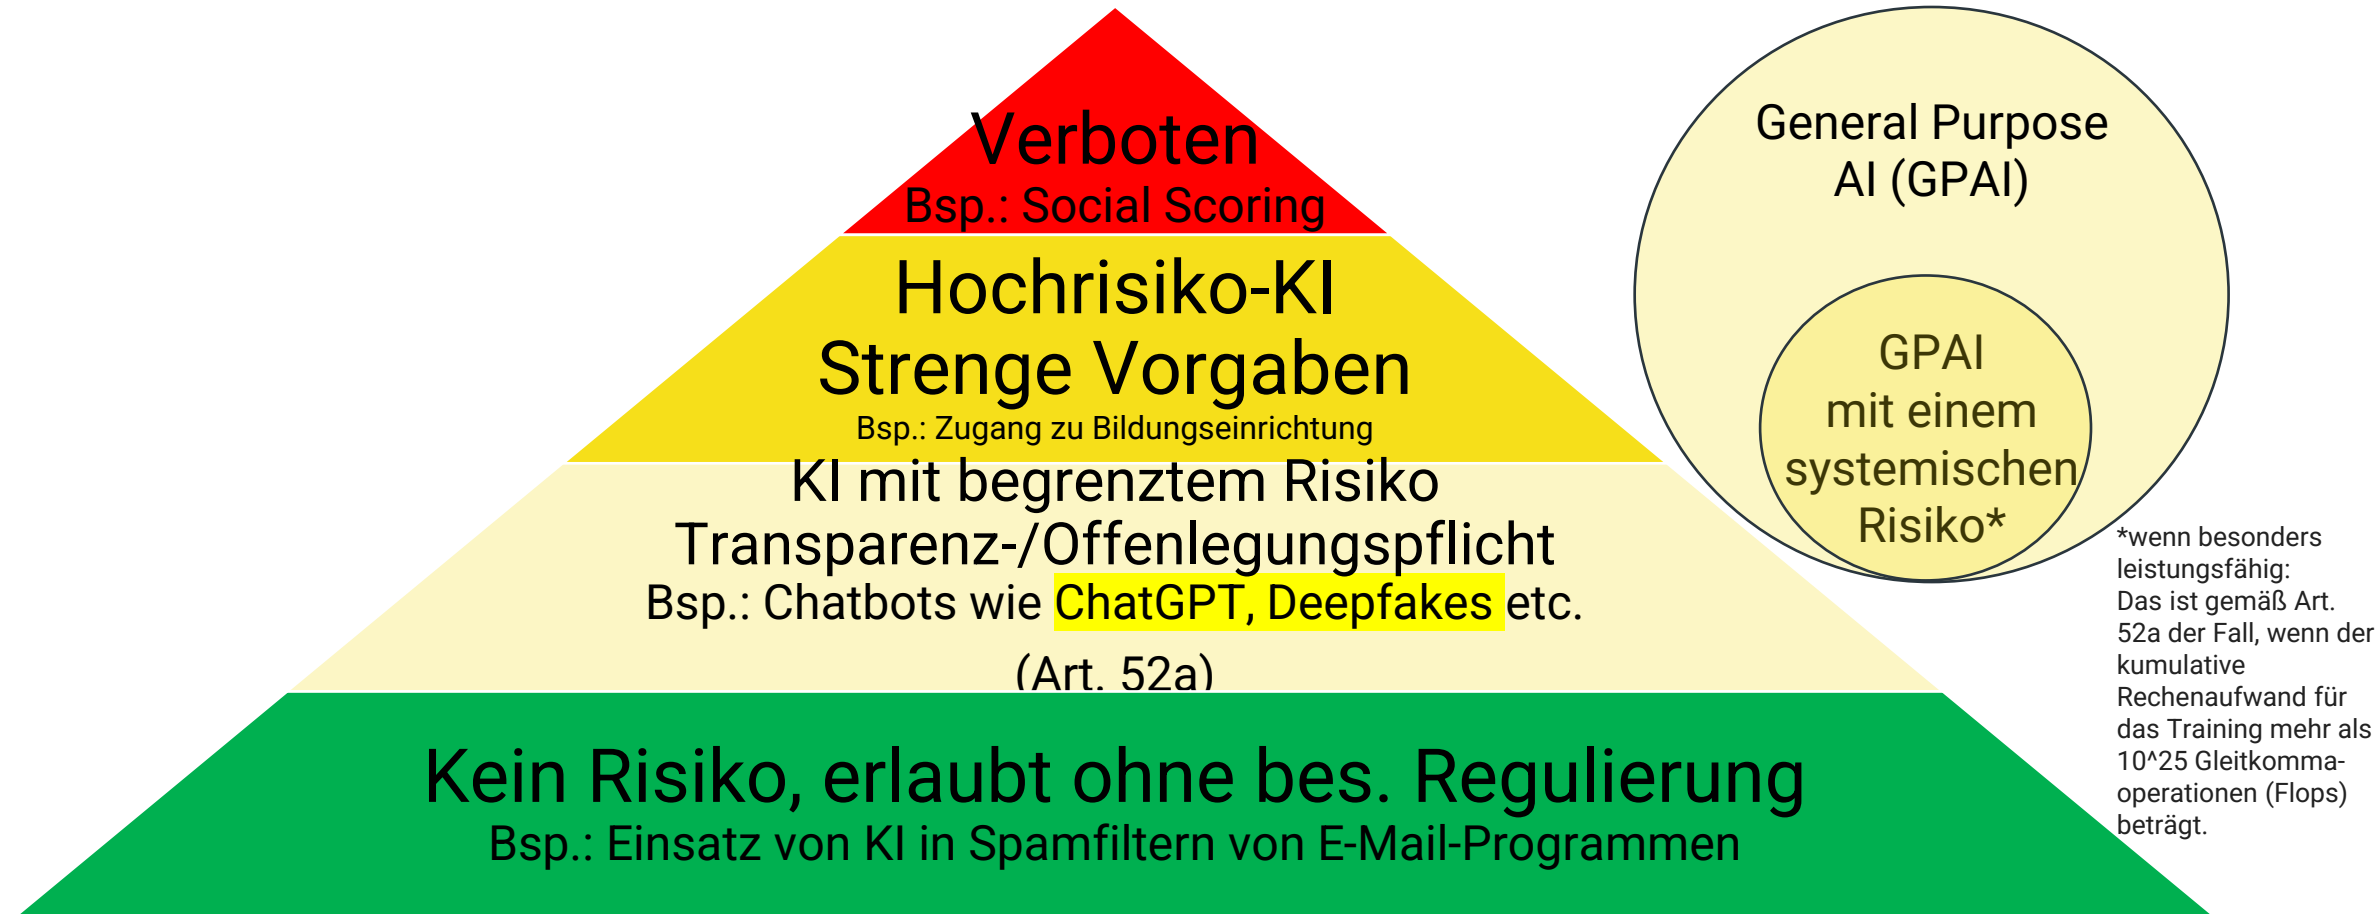 Verboten
Bsp.: Social Scoring
Hochrisiko-KI
Strenge Vorgaben
Bsp.: Zugang zu Bildungseinrichtung
KI mit begrenztem Risiko
Transparenz-/Offenlegungspflicht
Bsp.: Chatbots wie ChatGPT, Deepfakes etc.
(Art. 52a)
Kein Risiko, erlaubt ohne bes. Regulierung
Bsp.: Einsatz von KI in Spamfiltern von E-Mail-Programmen
General Purpose
AI (GPAI)
GPAI
mit einem
systemischen
Risiko*
*wenn besonders
leistungsfähig:
Das ist gemäß Art.
52a der Fall, wenn der
kumulative
Rechenaufwand für
das Training mehr als
10^25 Gleitkomma-
operationen (Flops)
beträgt.